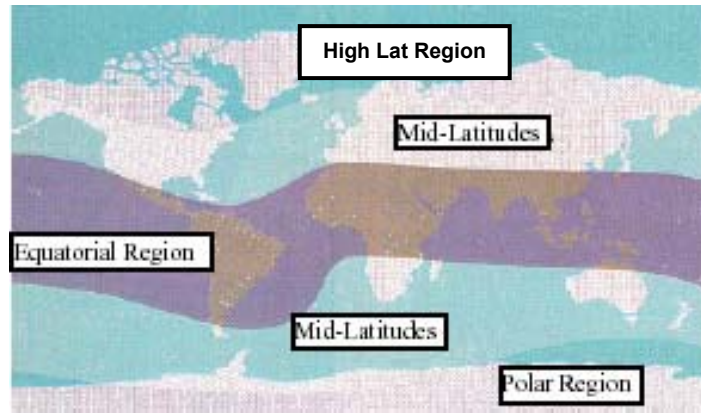 High Lat Region
Mid-Latitudes
Equatorial Region
Mid-Latitudes
Polar Region